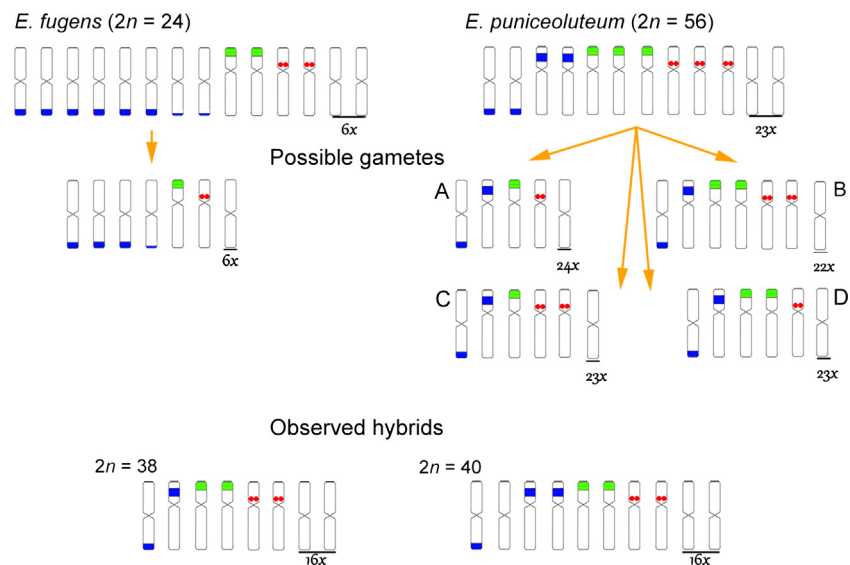 E. fugens (2n = 24)
E. puniceoluteum (2n = 56)
6x
23x
Possible gametes
A
B
6x
24x
22x
C
D
23x
23x
Observed hybrids
2n = 38
2n = 40
16x
16x